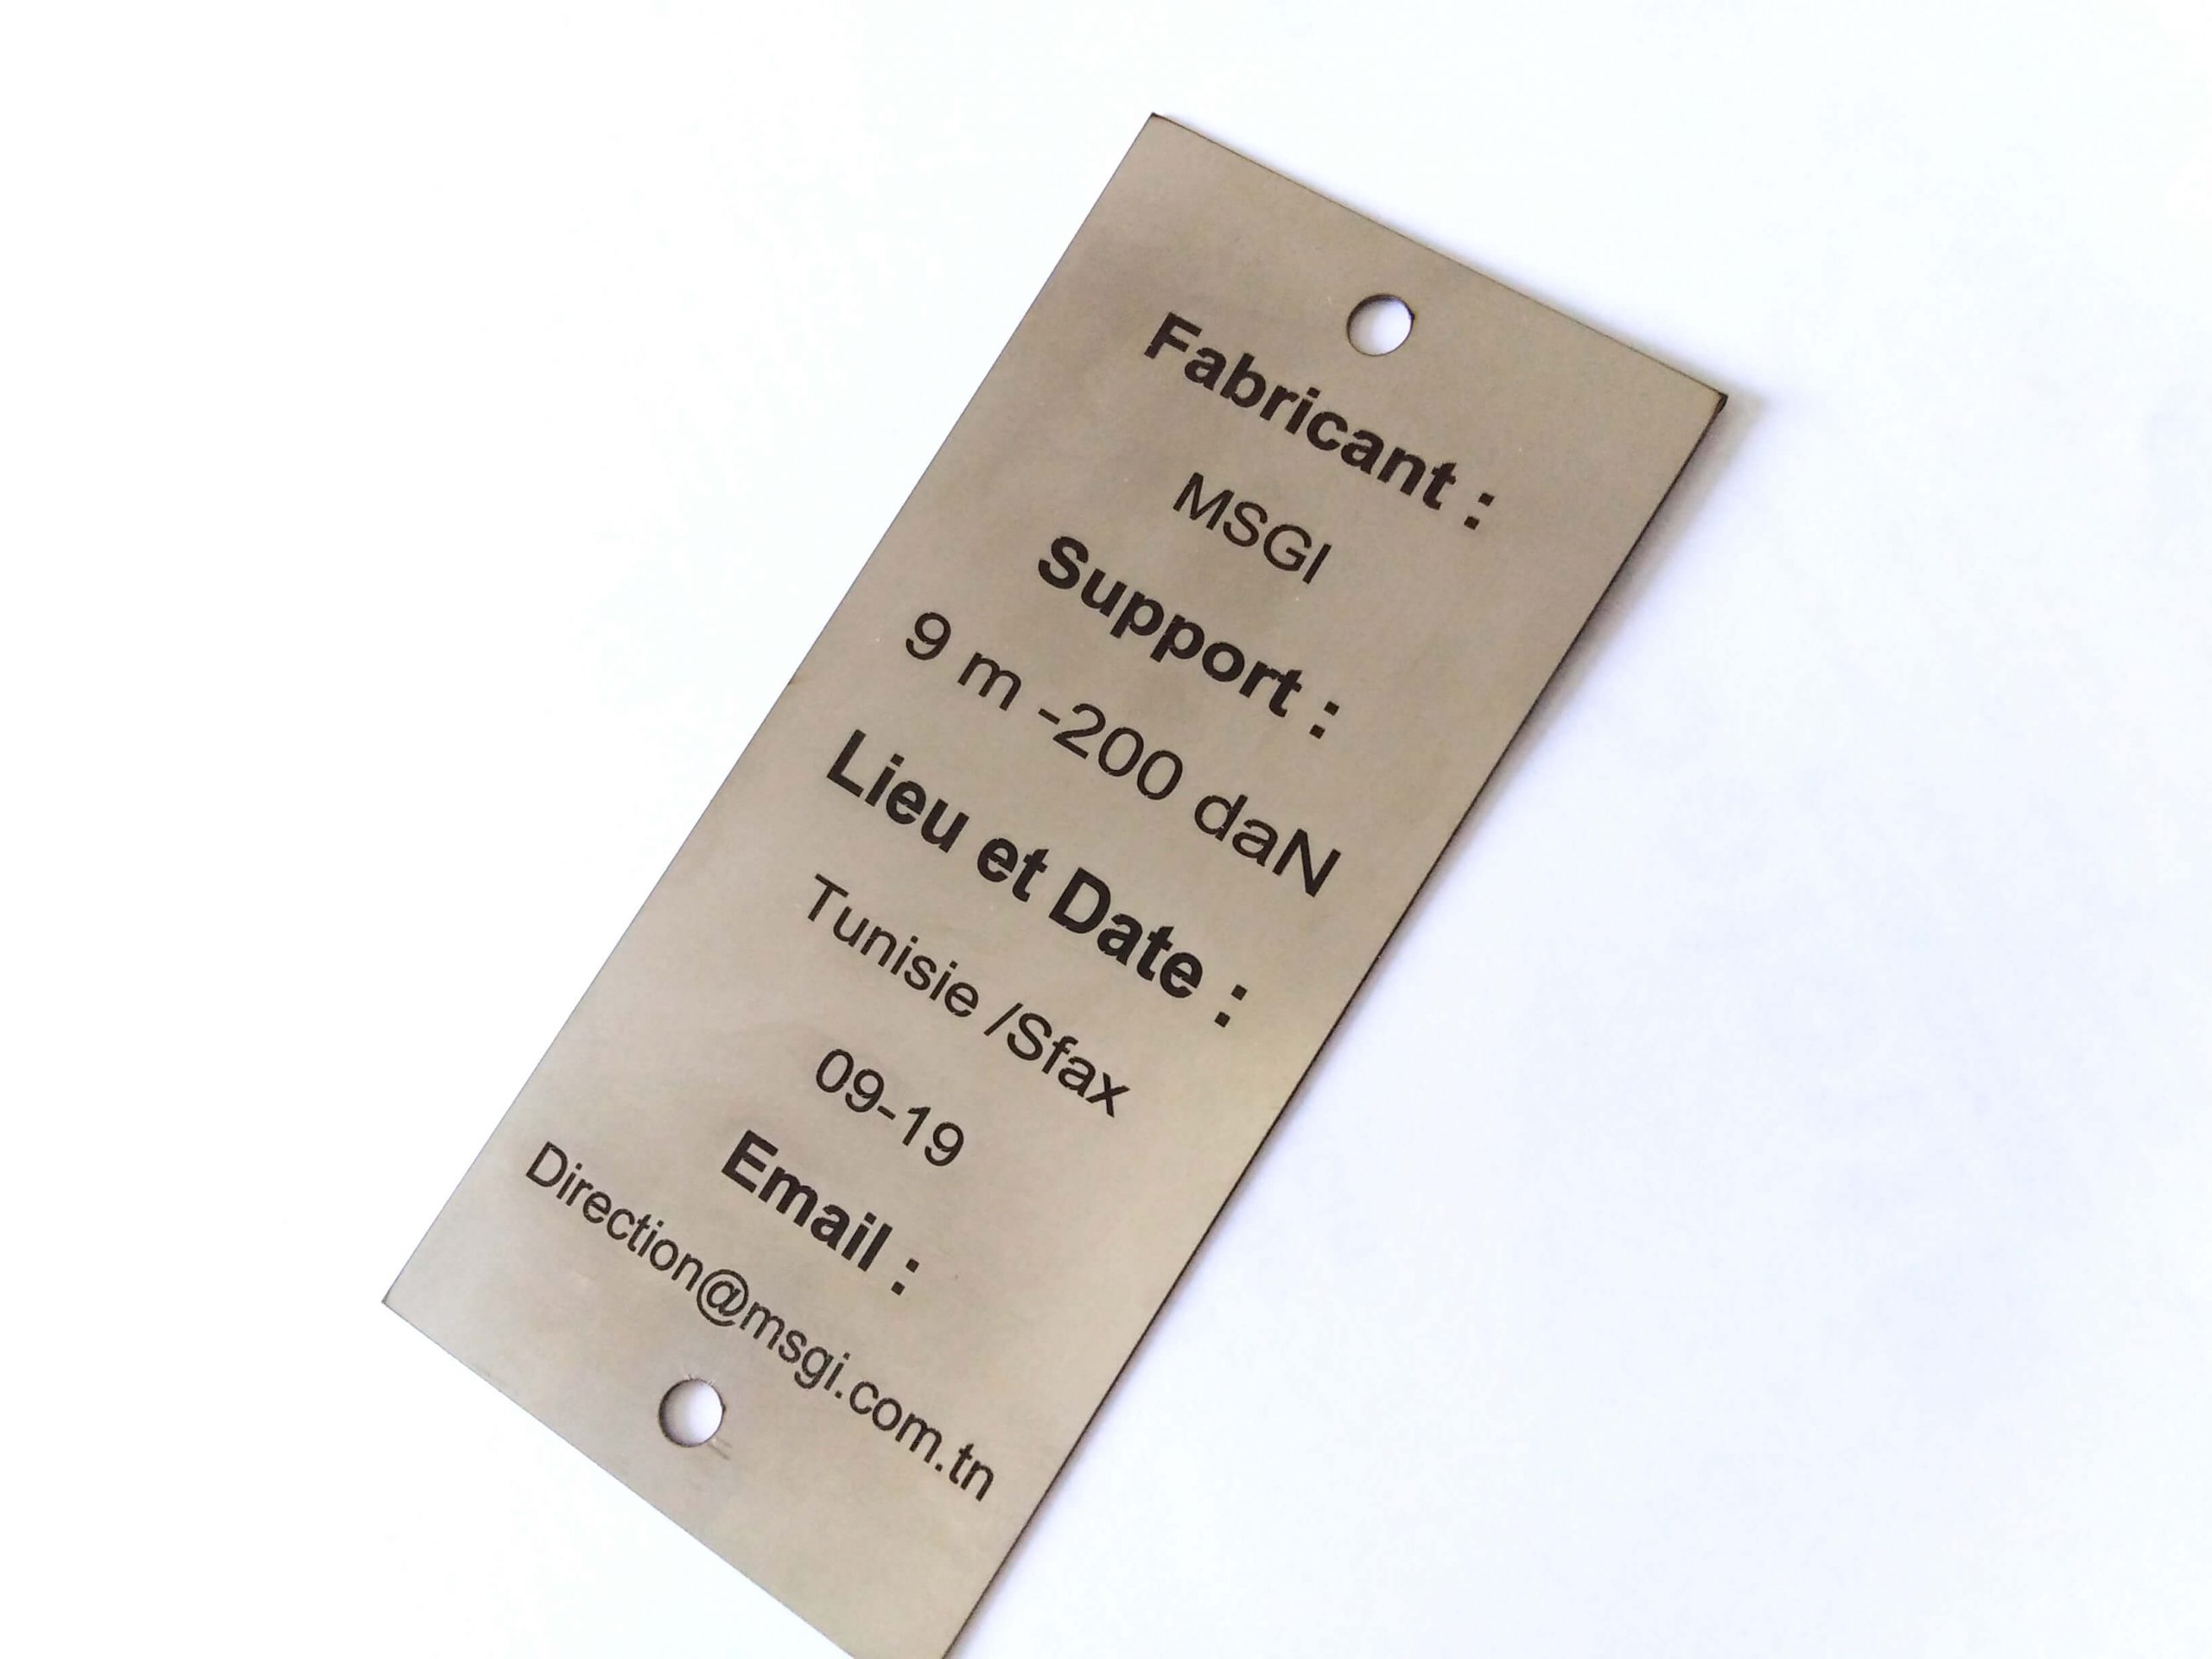 Fabricant :
MSGI
Support :
9 m -200 daN
Lieu et Date :
Tunisie /Sfax
09-19
Email :
Direction@msgi.com.tn